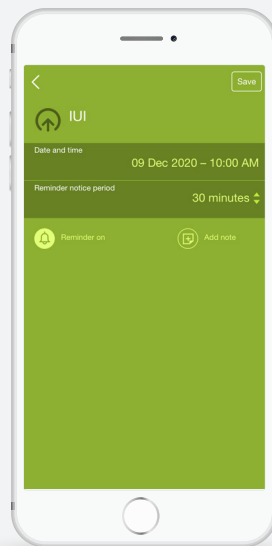 Save
IUI
Date and time
09 Dec 2020 – 10:00 AM
Reminder notice period
30 minutes
Reminder on
Add note